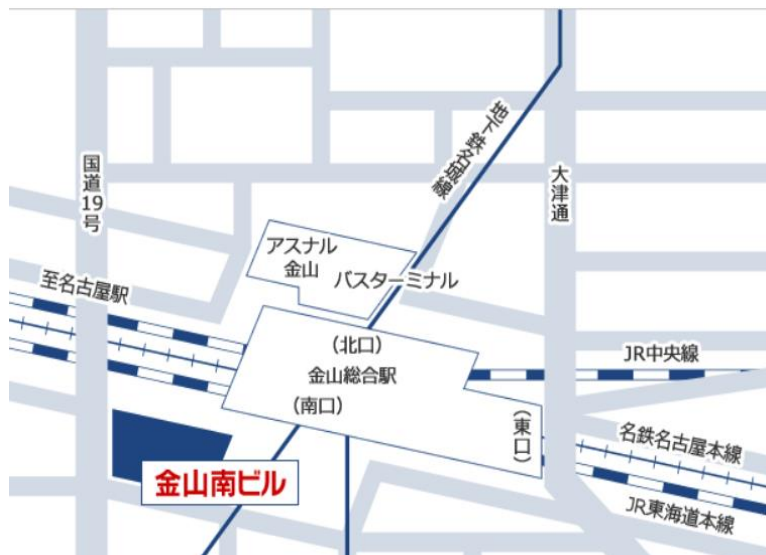 地下鉄名城線
国道19号
大津通
アスナル
金山
バスターミナル
至名古屋駅
（北口）
金山総合駅
（南口）
JR中央線
（東口）
名鉄名古屋本線
金山南ビル
JR東海道本線